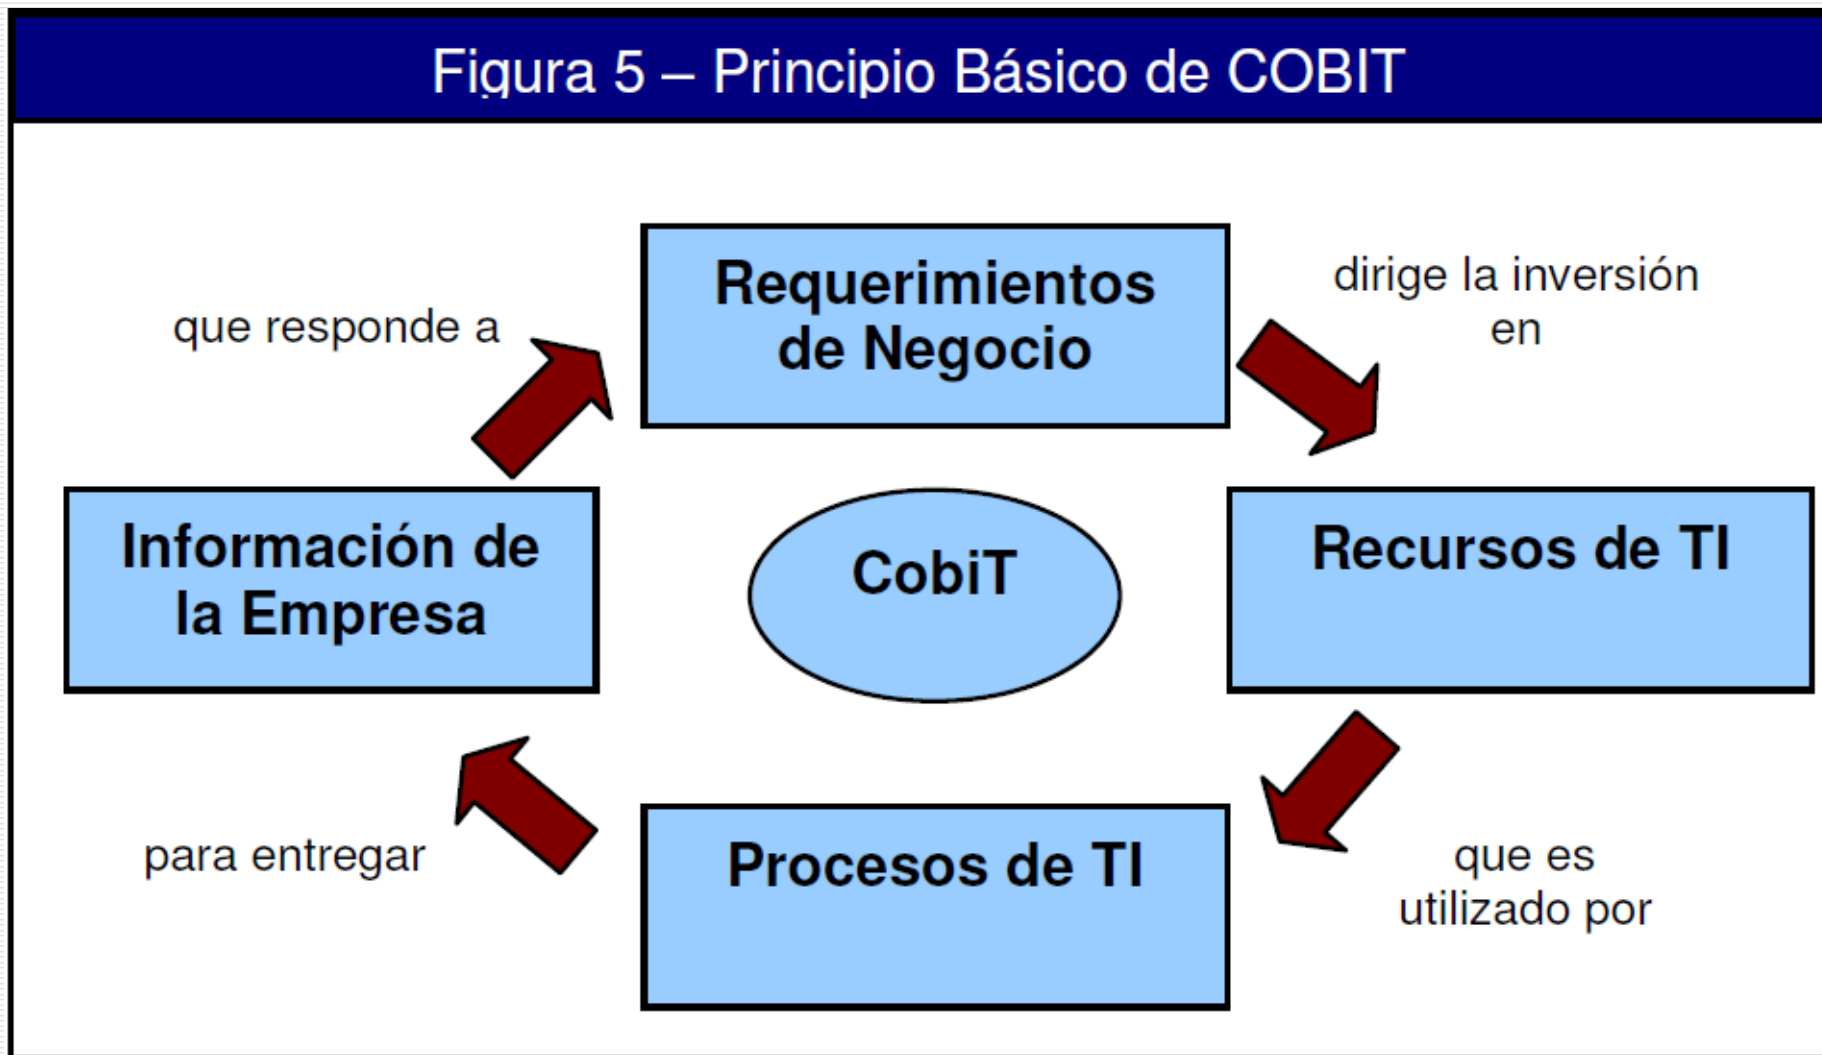 Figura 5 – Principio Básico de COBIT
Requerimientos
de Negocio
dirige la inversión
en
que responde a
Información de
la Empresa
CobiT
Recursos de TI
para entregar
Procesos de TI
que es
utilizado por